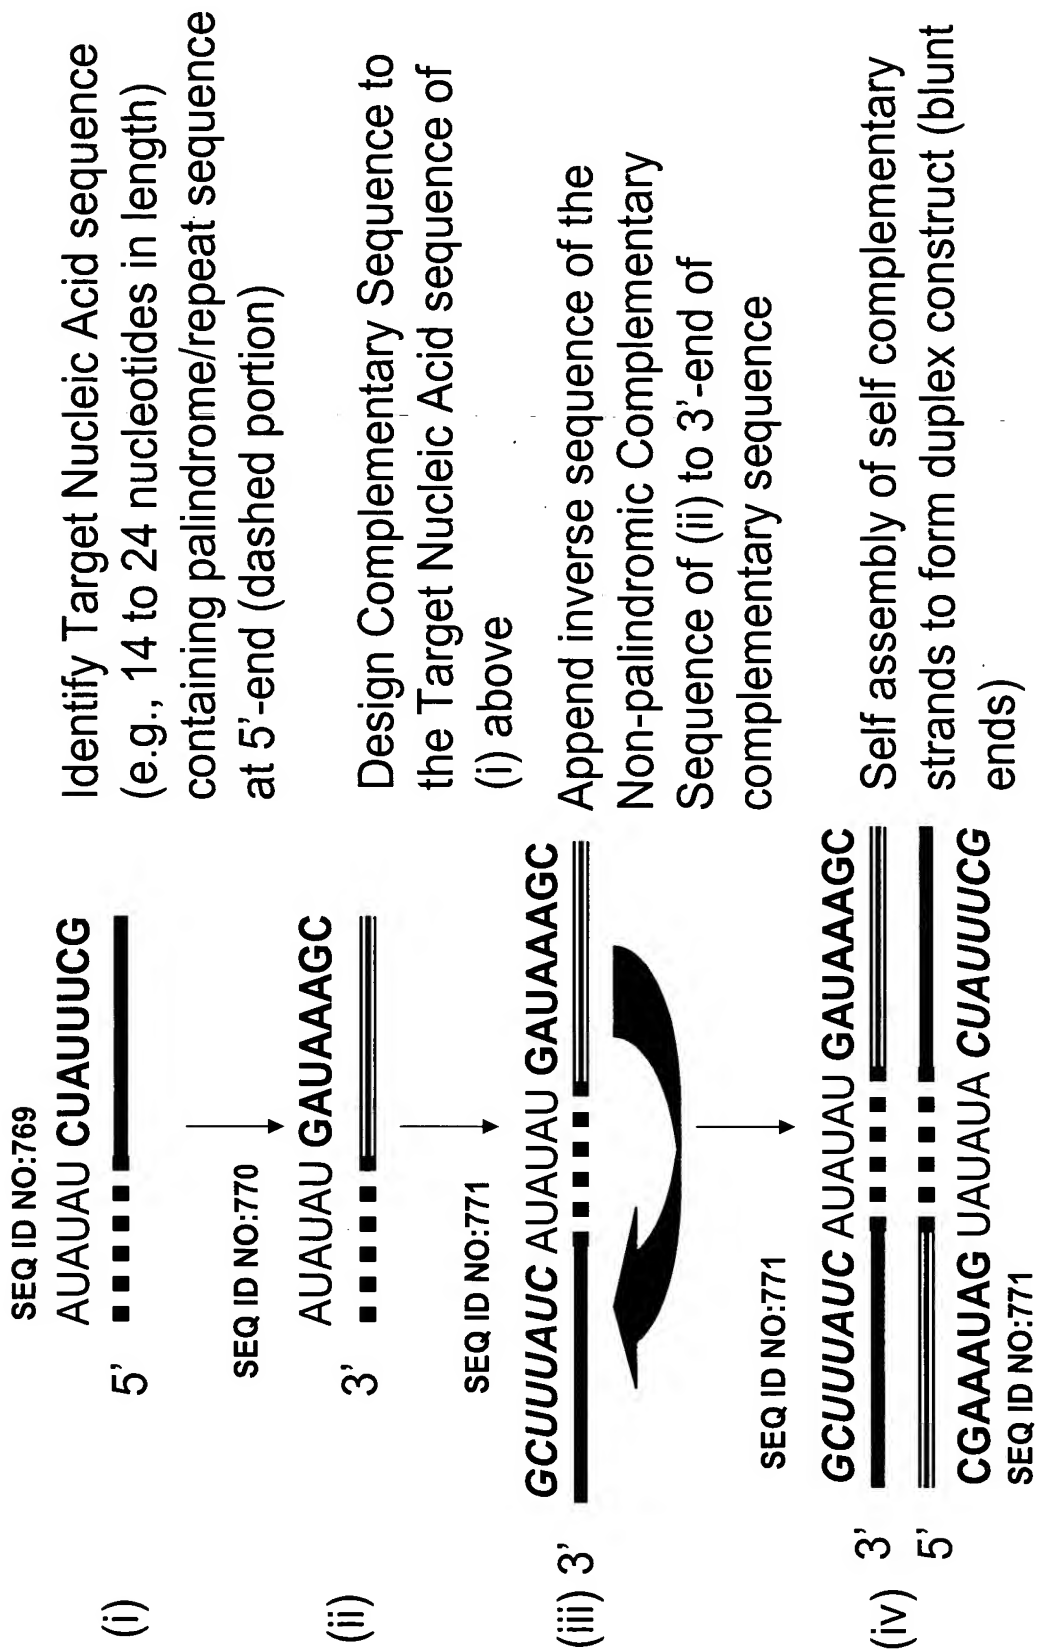 SEQ ID NO:769
AUAUAU CUAUUUCG
(i)
5'
Identify Target Nucleic Acid sequence
(e.g., 14 to 24 nucleotides in length)
containing palindrome/repeat sequence
at 5'-end (dashed portion)
SEQ ID NO:770
AUAUAU GAUAAAGC
(ii)
3'
Design Complementary Sequence to
the Target Nucleic Acid sequence of
(i) above
SEQ ID NO:771
GCUUUAUC AUAUAU GAUAAAGC
(iii) 3'
Append inverse sequence of the
Non-palindromic Complementary
Sequence of (ii) to 3'-end of
complementary sequence
SEQ ID NO:771
GCUUUAUC AUAUAU GAUAAAGC
(iv)
3'
5'
CGAAAUAG UAUAUA CUAUUUCG
SEQ ID NO:771
Self assembly of self complementary
strands to form duplex construct (blunt
ends)